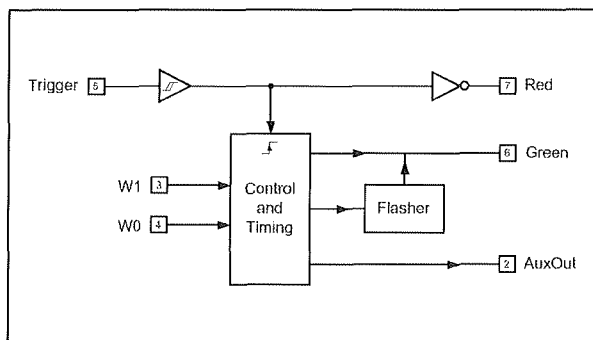 Trigger 5
7 Red
6 Green
W1 3
Control
and
Timing
Flasher
W0 4
2 AuxOut